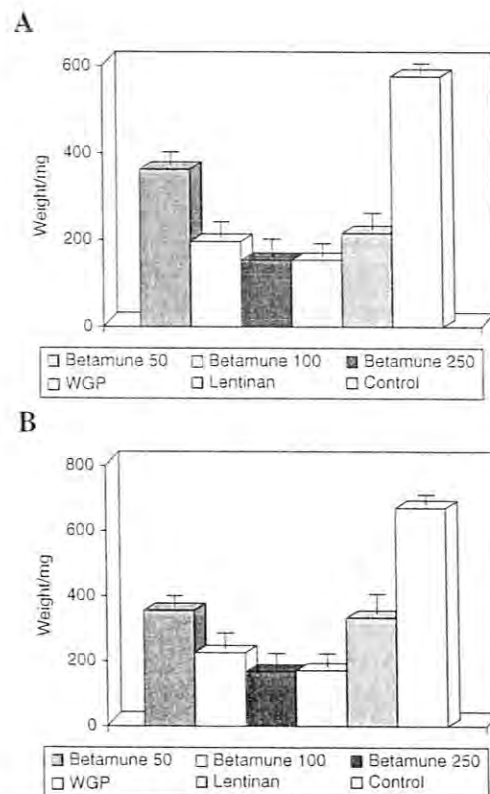 A
600
400
200
0
Weight/mg
Betamune 50 Betamune 100 Betamune 250
WGP Lentinan Control
B
800
600
400
200
0
Weight/mg
Betamune 50 Betamune 100 Betamune 250
WGP Lentinan Control